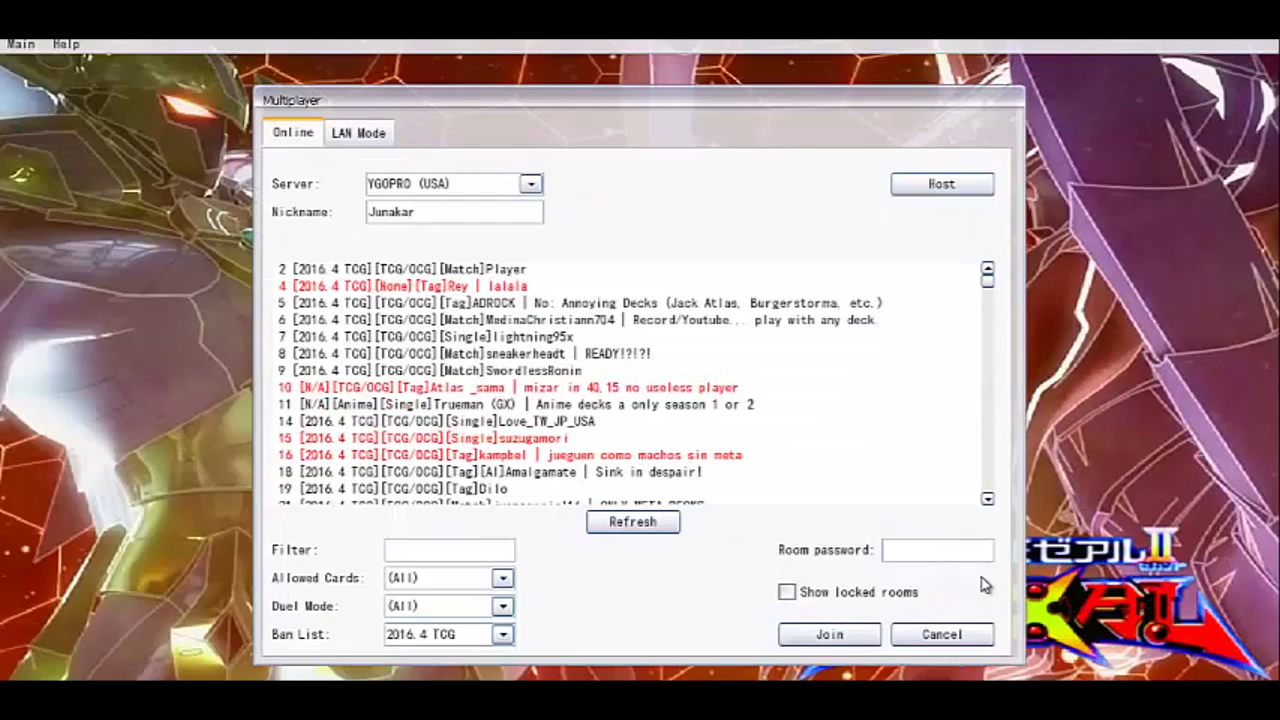 Main Help
Multiplayer
Online LAN Mode
Server: YGOPRO (USA) Host
Nickname: Junakar
2 [2016.4 TCG][TCG/OCG][Match]Player
4 [2016.4 TCG][None][Tag]Rey | lalala
5 [2016.4 TCG][TCG/OCG][Tag]ADROCK | No: Annoying Decks (Jack Atlas, Burgerstorma, etc.)
6 [2016.4 TCG][TCG/OCG][Match]MedinaChristiann704 | Record/Youtube... play with any deck.
7 [2016.4 TCG][TCG/OCG][Single]lightning95x
8 [2016.4 TCG][TCG/OCG][Match]sneakerheadt | READY!?!?!
9 [2016.4 TCG][TCG/OCG][Match]SwordlessRonin
10 [N/A][TCG/OCG][Tag]Atlas _sama | mizar in 40,15 no useless player
11 [N/A][Anime][Single]Trueman (GX) | Anime decks a only season 1 or 2
14 [2016.4 TCG][TCG/OCG][Single]Love_TW_JP_USA
15 [2016.4 TCG][TCG/OCG][Single]suzugamori
16 [2016.4 TCG][TCG/OCG][Tag]kampbel | jueguen como machos sin meta
18 [2016.4 TCG][TCG/OCG][Tag][AI]Amalgamate | Sink in despair!
19 [2016.4 TCG][TCG/OCG][Tag]Dilo
Refresh
Filter: Room password:
Allowed Cards: (All) Show locked rooms
Duel Mode: (All)
Ban List: 2016.4 TCG Join Cancel
ゼアルII
セカンド